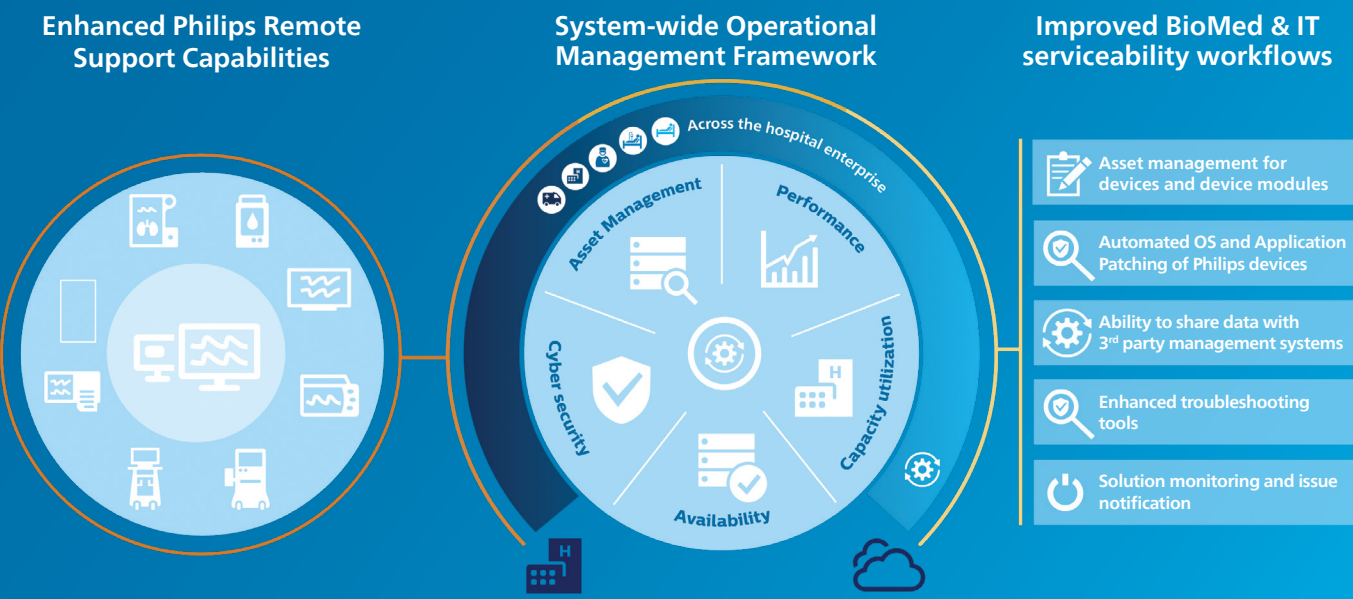 Enhanced Philips Remote
Support Capabilities
System-wide Operational
Management Framework
Across the hospital enterprise
Asset Management
Performance
Cyber security
Capacity utilization
H
Availability
H
Improved BioMed & IT
serviceability workflows
Asset management for
devices and device modules
Automated OS and Application
Patching of Philips devices
Ability to share data with
3rd party management systems
Enhanced troubleshooting
tools
Solution monitoring and issue
notification